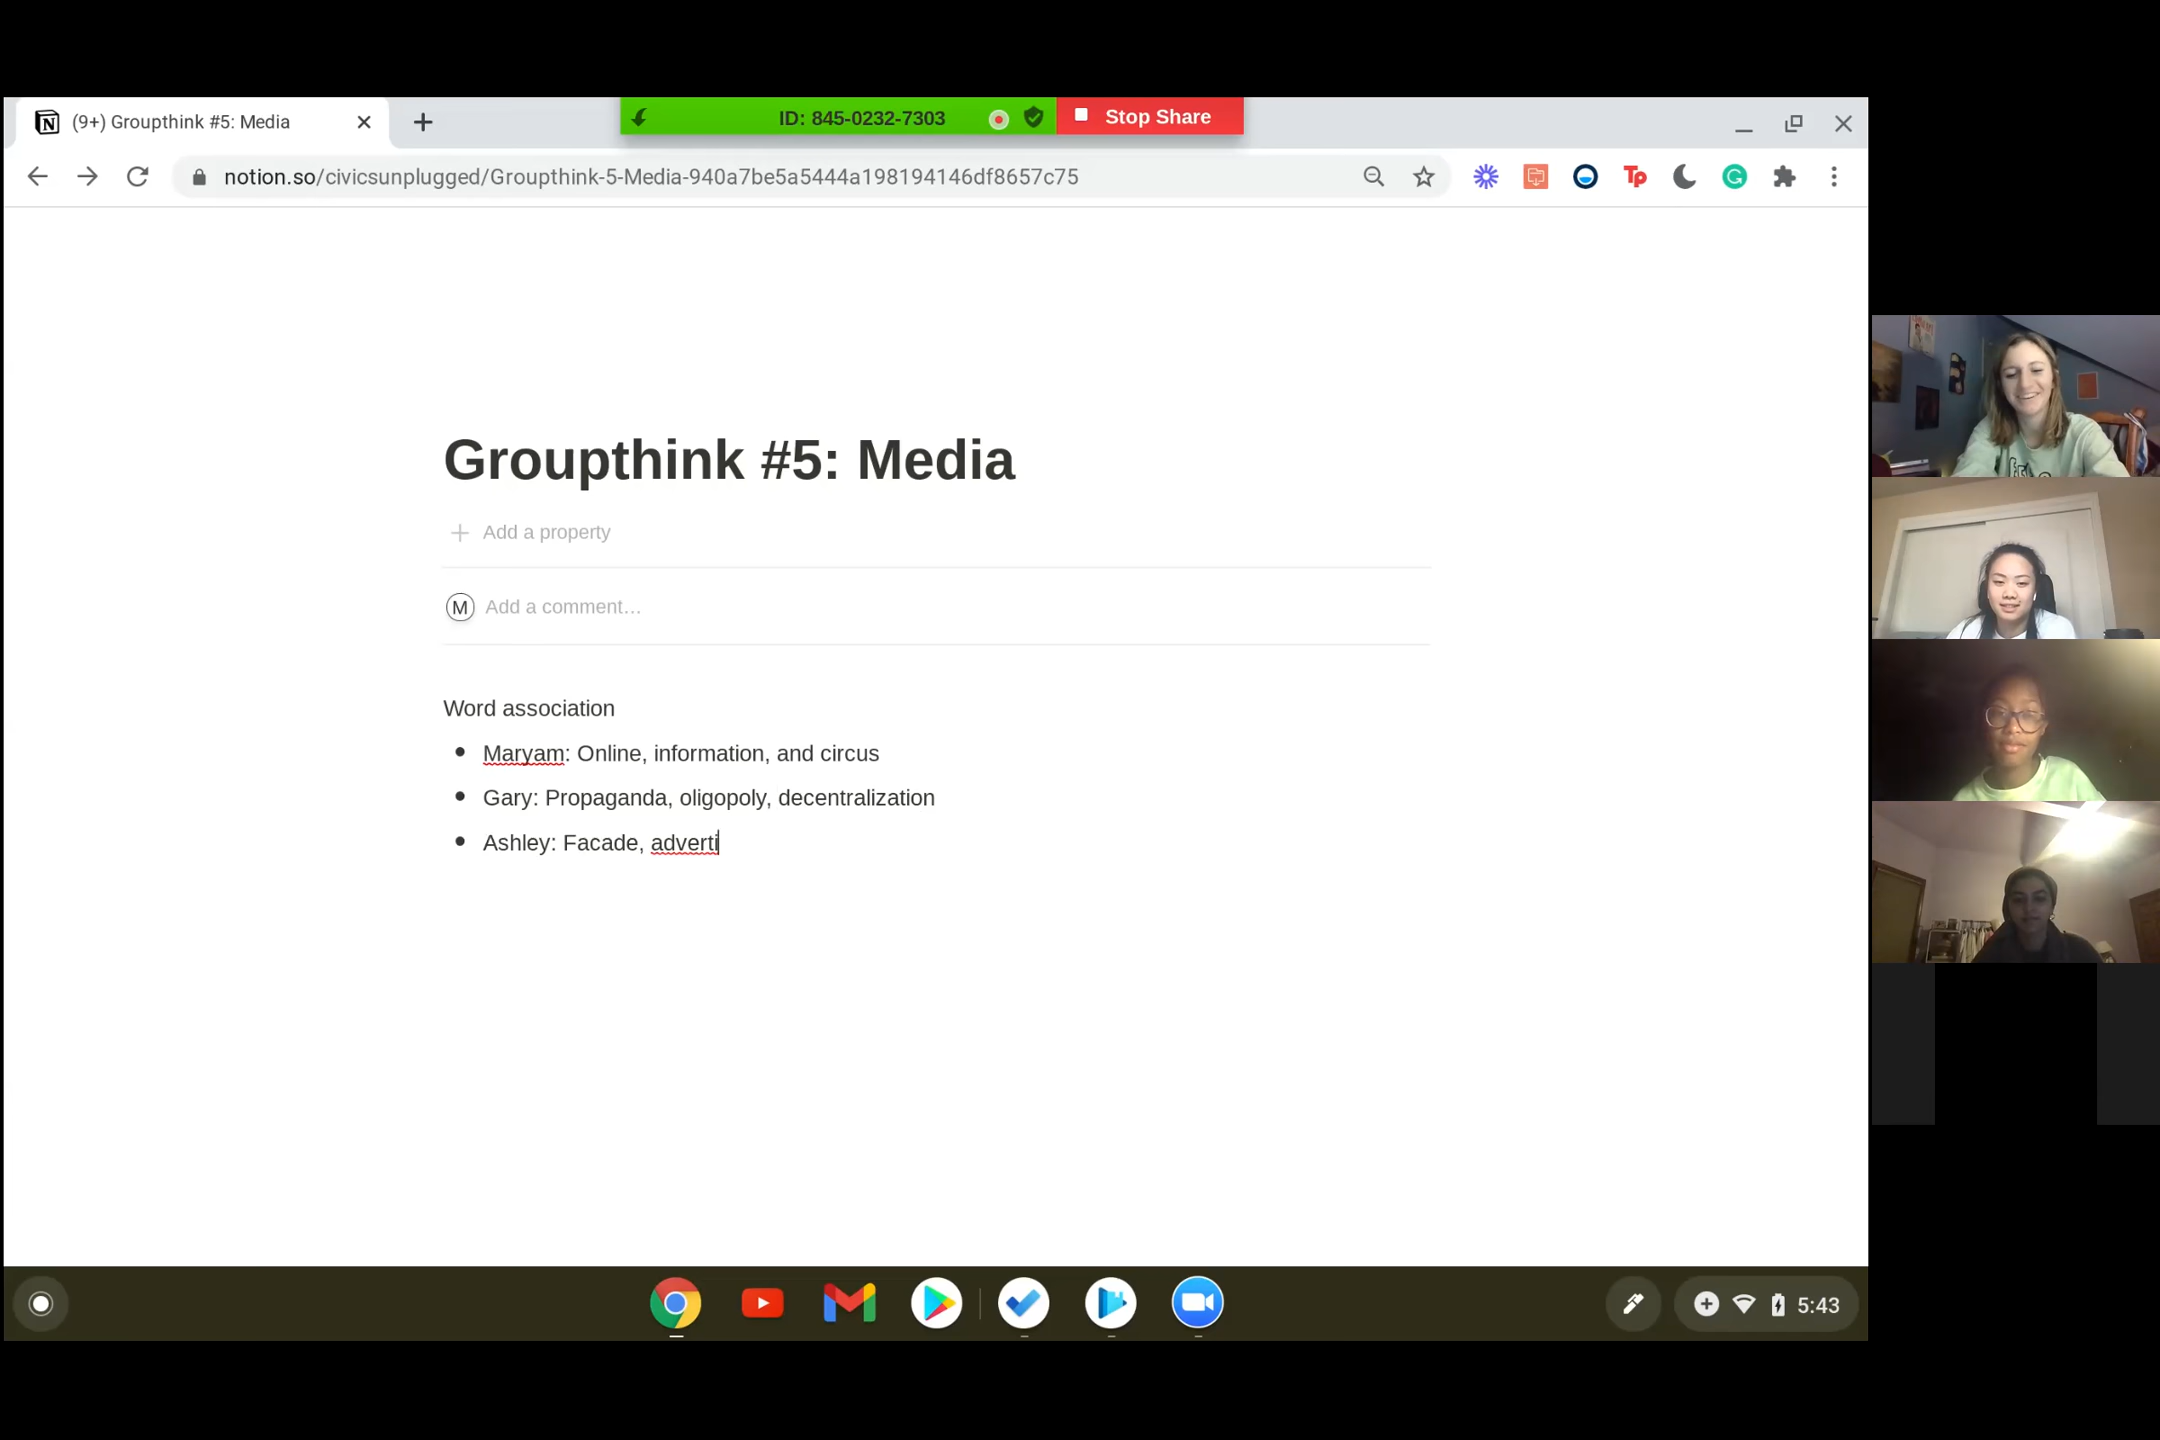 (9+) Groupthink #5: Media
ID: 845-0232-7303
Stop Share
notion.so/civicsunplugged/Groupthink-5-Media-940a7be5a5444a198194146df8657c75
Tp
Groupthink #5: Media
Add a property
M Add a comment...
Word association
Maryam: Online, information, and circus
Gary: Propaganda, oligopoly, decentralization
Ashley: Facade, adverti
5:43